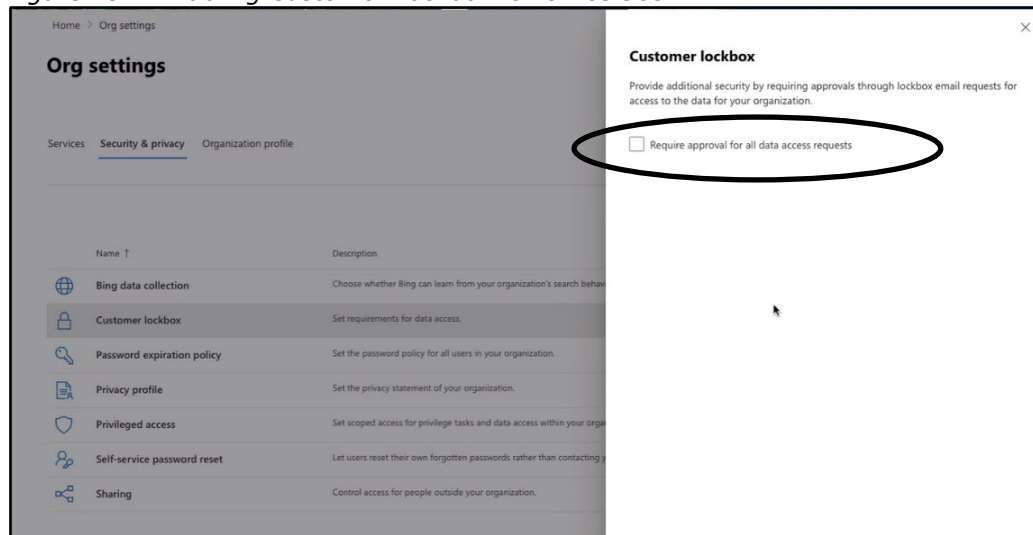 Home > Org settings
Org settings
Services Security & privacy Organization profile
Name ↑ Description
Bing data collection Choose whether Bing can learn from your organization's search
Customer lockbox Set requirements for data access.
Password expiration policy Set the password policy for all users in your organization.
Privacy profile Set the privacy statement of your organization.
Privileged access Set scoped access for privilege tasks and data access within your
Self-service password reset Let users reset their own forgotten passwords rather than contacting
Sharing Control access for people outside your organization.
Customer lockbox
Provide additional security by requiring approvals through lockbox email requests for
access to the data for your organization.
Require approval for all data access requests